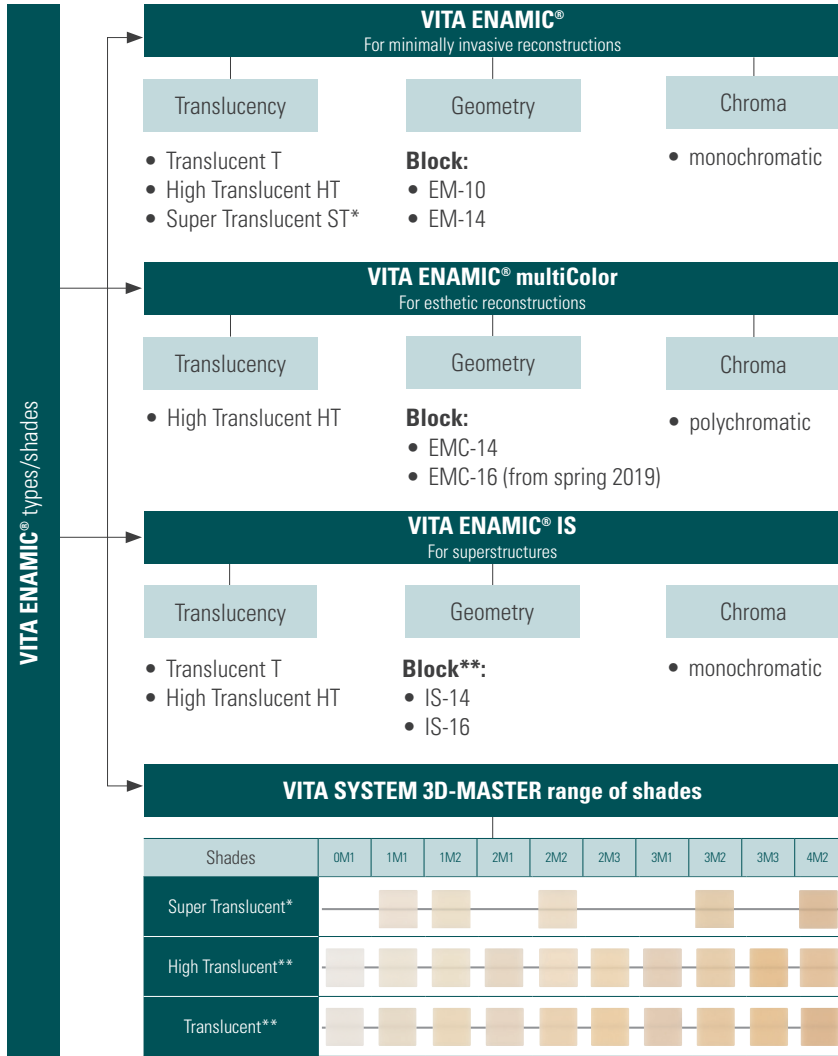 VITA ENAMIC® types/shades
VITA ENAMIC®
For minimally invasive reconstructions
Translucency
• Translucent T
• High Translucent HT
• Super Translucent ST*
Geometry
Block:
• EM-10
• EM-14
Chroma
• monochromatic
VITA ENAMIC® multiColor
For esthetic reconstructions
Translucency
• High Translucent HT
Geometry
Block:
• EMC-14
• EMC-16 (from spring 2019)
Chroma
• polychromatic
VITA ENAMIC® IS
For superstructures
Translucency
• Translucent T
• High Translucent HT
Geometry
Block**:
• IS-14
• IS-16
Chroma
• monochromatic
VITA SYSTEM 3D-MASTER range of shades
Shades 0M1 1M1 1M2 2M1 2M2 2M3 3M1 3M2 3M3 4M2
Super Translucent*
High Translucent**
Translucent**